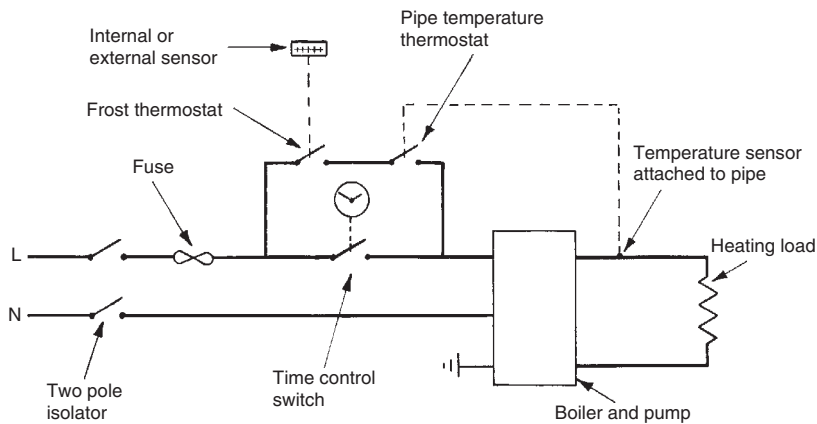 Internal or
external sensor
Pipe temperature
thermostat
Frost thermostat
Fuse
Temperature sensor
attached to pipe
Heating load
L
N
Two pole
isolator
Time control
switch
Boiler and pump